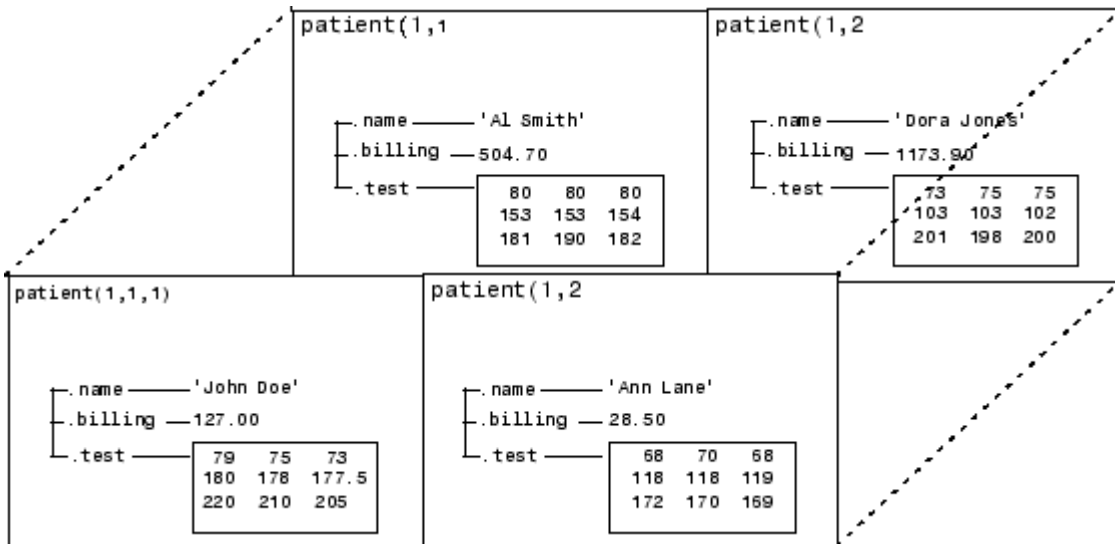 patient(1,1
.name 'Al Smith'
.billing 504.70
.test
80 80 80
153 153 154
181 190 182
patient(1,2
.name 'Dora Jones'
.billing 1173.90
.test
73 75 75
103 103 102
201 198 200
patient(1,1,1)
.name 'John Doe'
.billing 127.00
.test
79 75 73
180 178 177.5
220 210 205
patient(1,2
.name 'Ann Lane'
.billing 28.50
.test
68 70 68
118 118 119
172 170 169